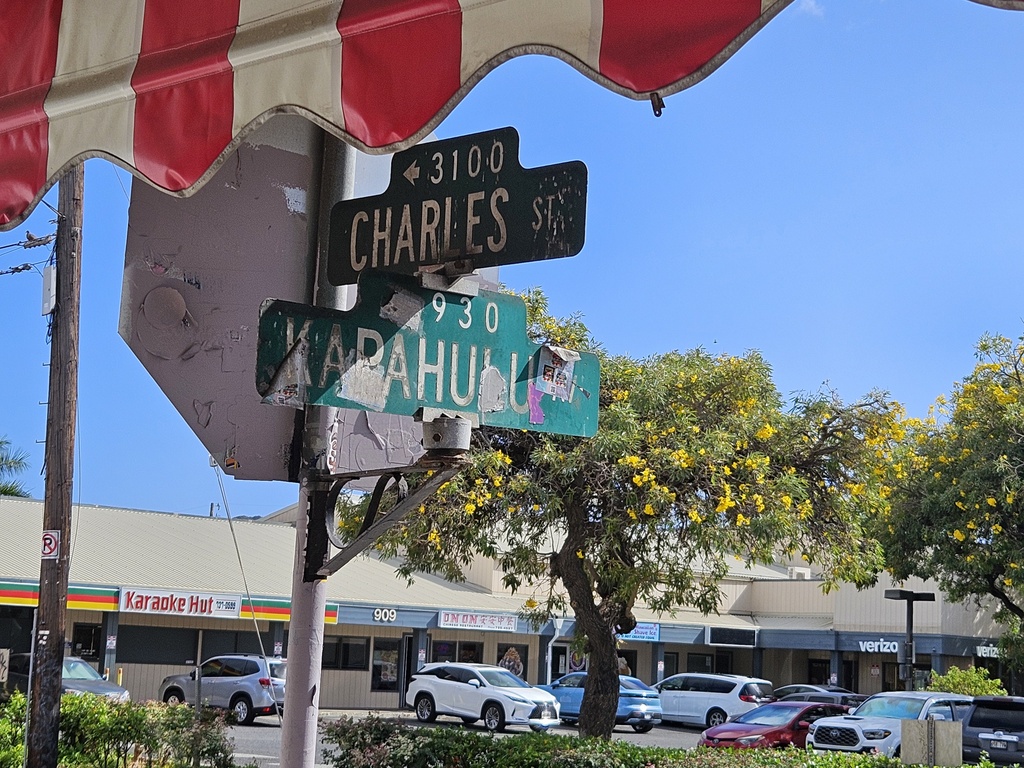 3100
CHARLES ST
930
KAPAHULU
Karaoke Hut
909
verizon